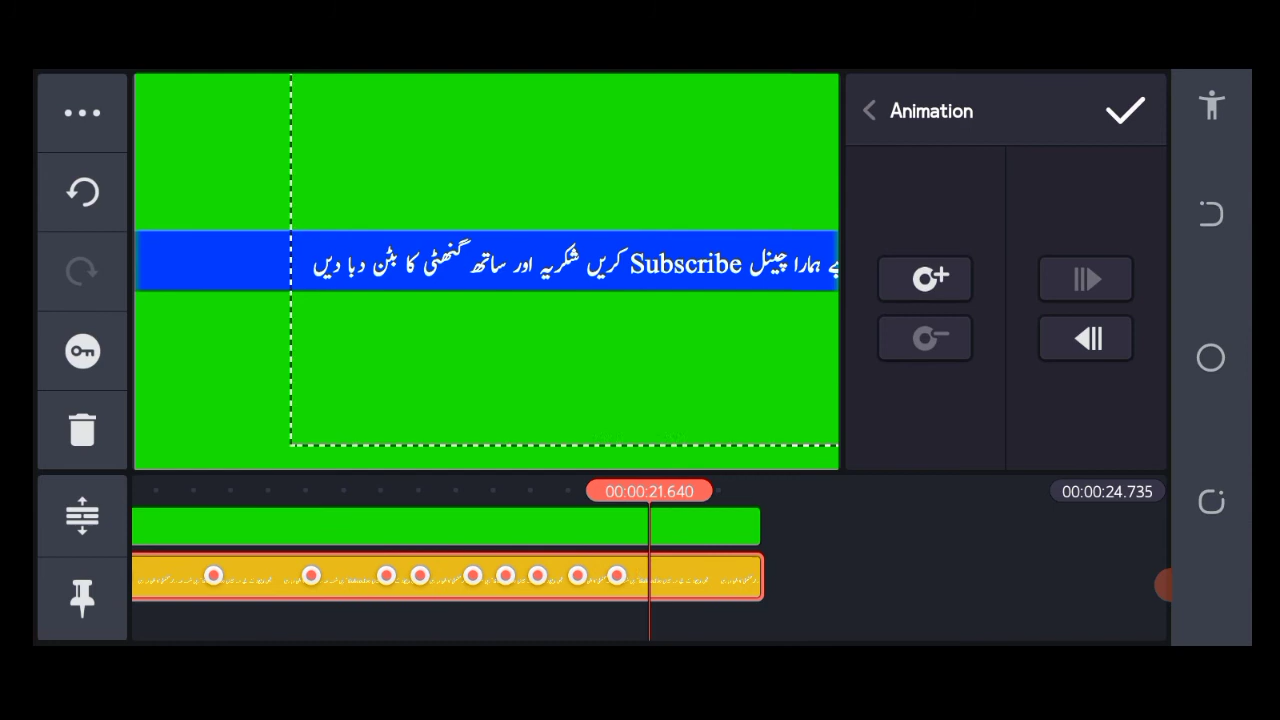 Animation
ے ہمارا چینل Subscribe کریں شکریہ اور ساتھ گنھٹی کا بٹن دبا دیں
00:00:21.640
00:00:24.735